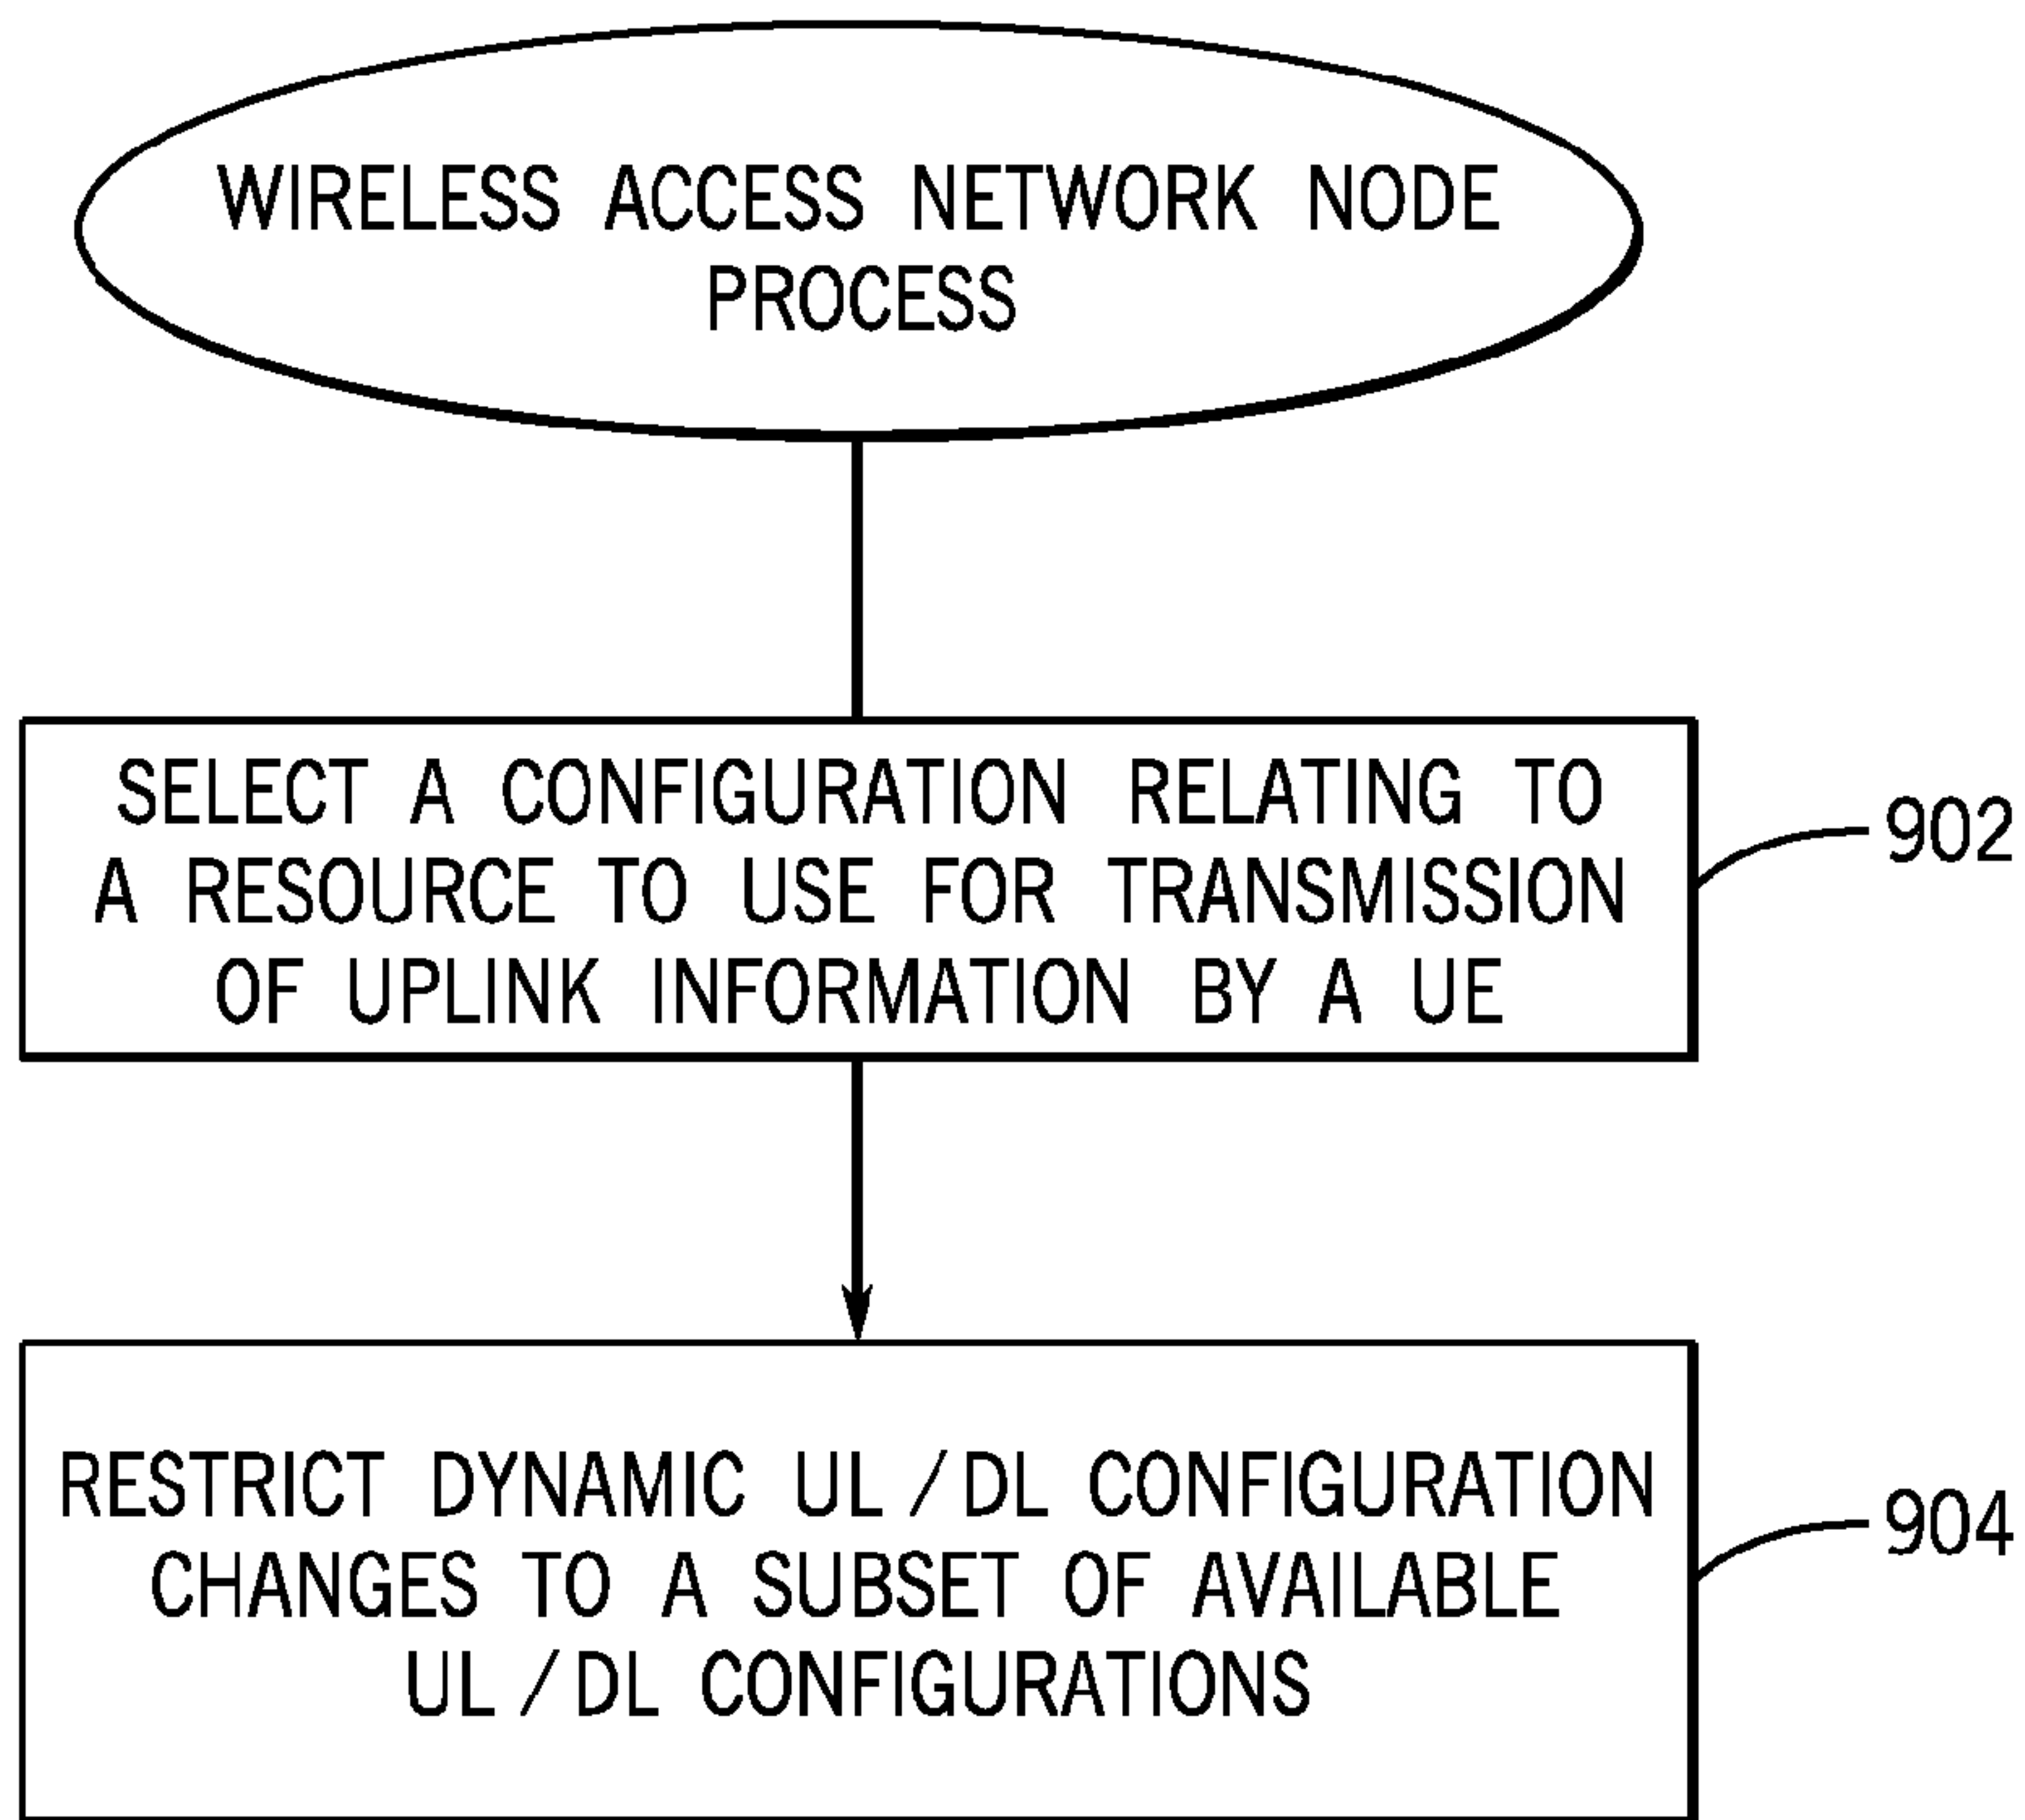 WIRELESS ACCESS NETWORK NODE
PROCESS
SELECT A CONFIGURATION RELATING TO
A RESOURCE TO USE FOR TRANSMISSION
OF UPLINK INFORMATION BY A UE
902
RESTRICT DYNAMIC UL/DL CONFIGURATION
CHANGES TO A SUBSET OF AVAILABLE
UL/DL CONFIGURATIONS
904